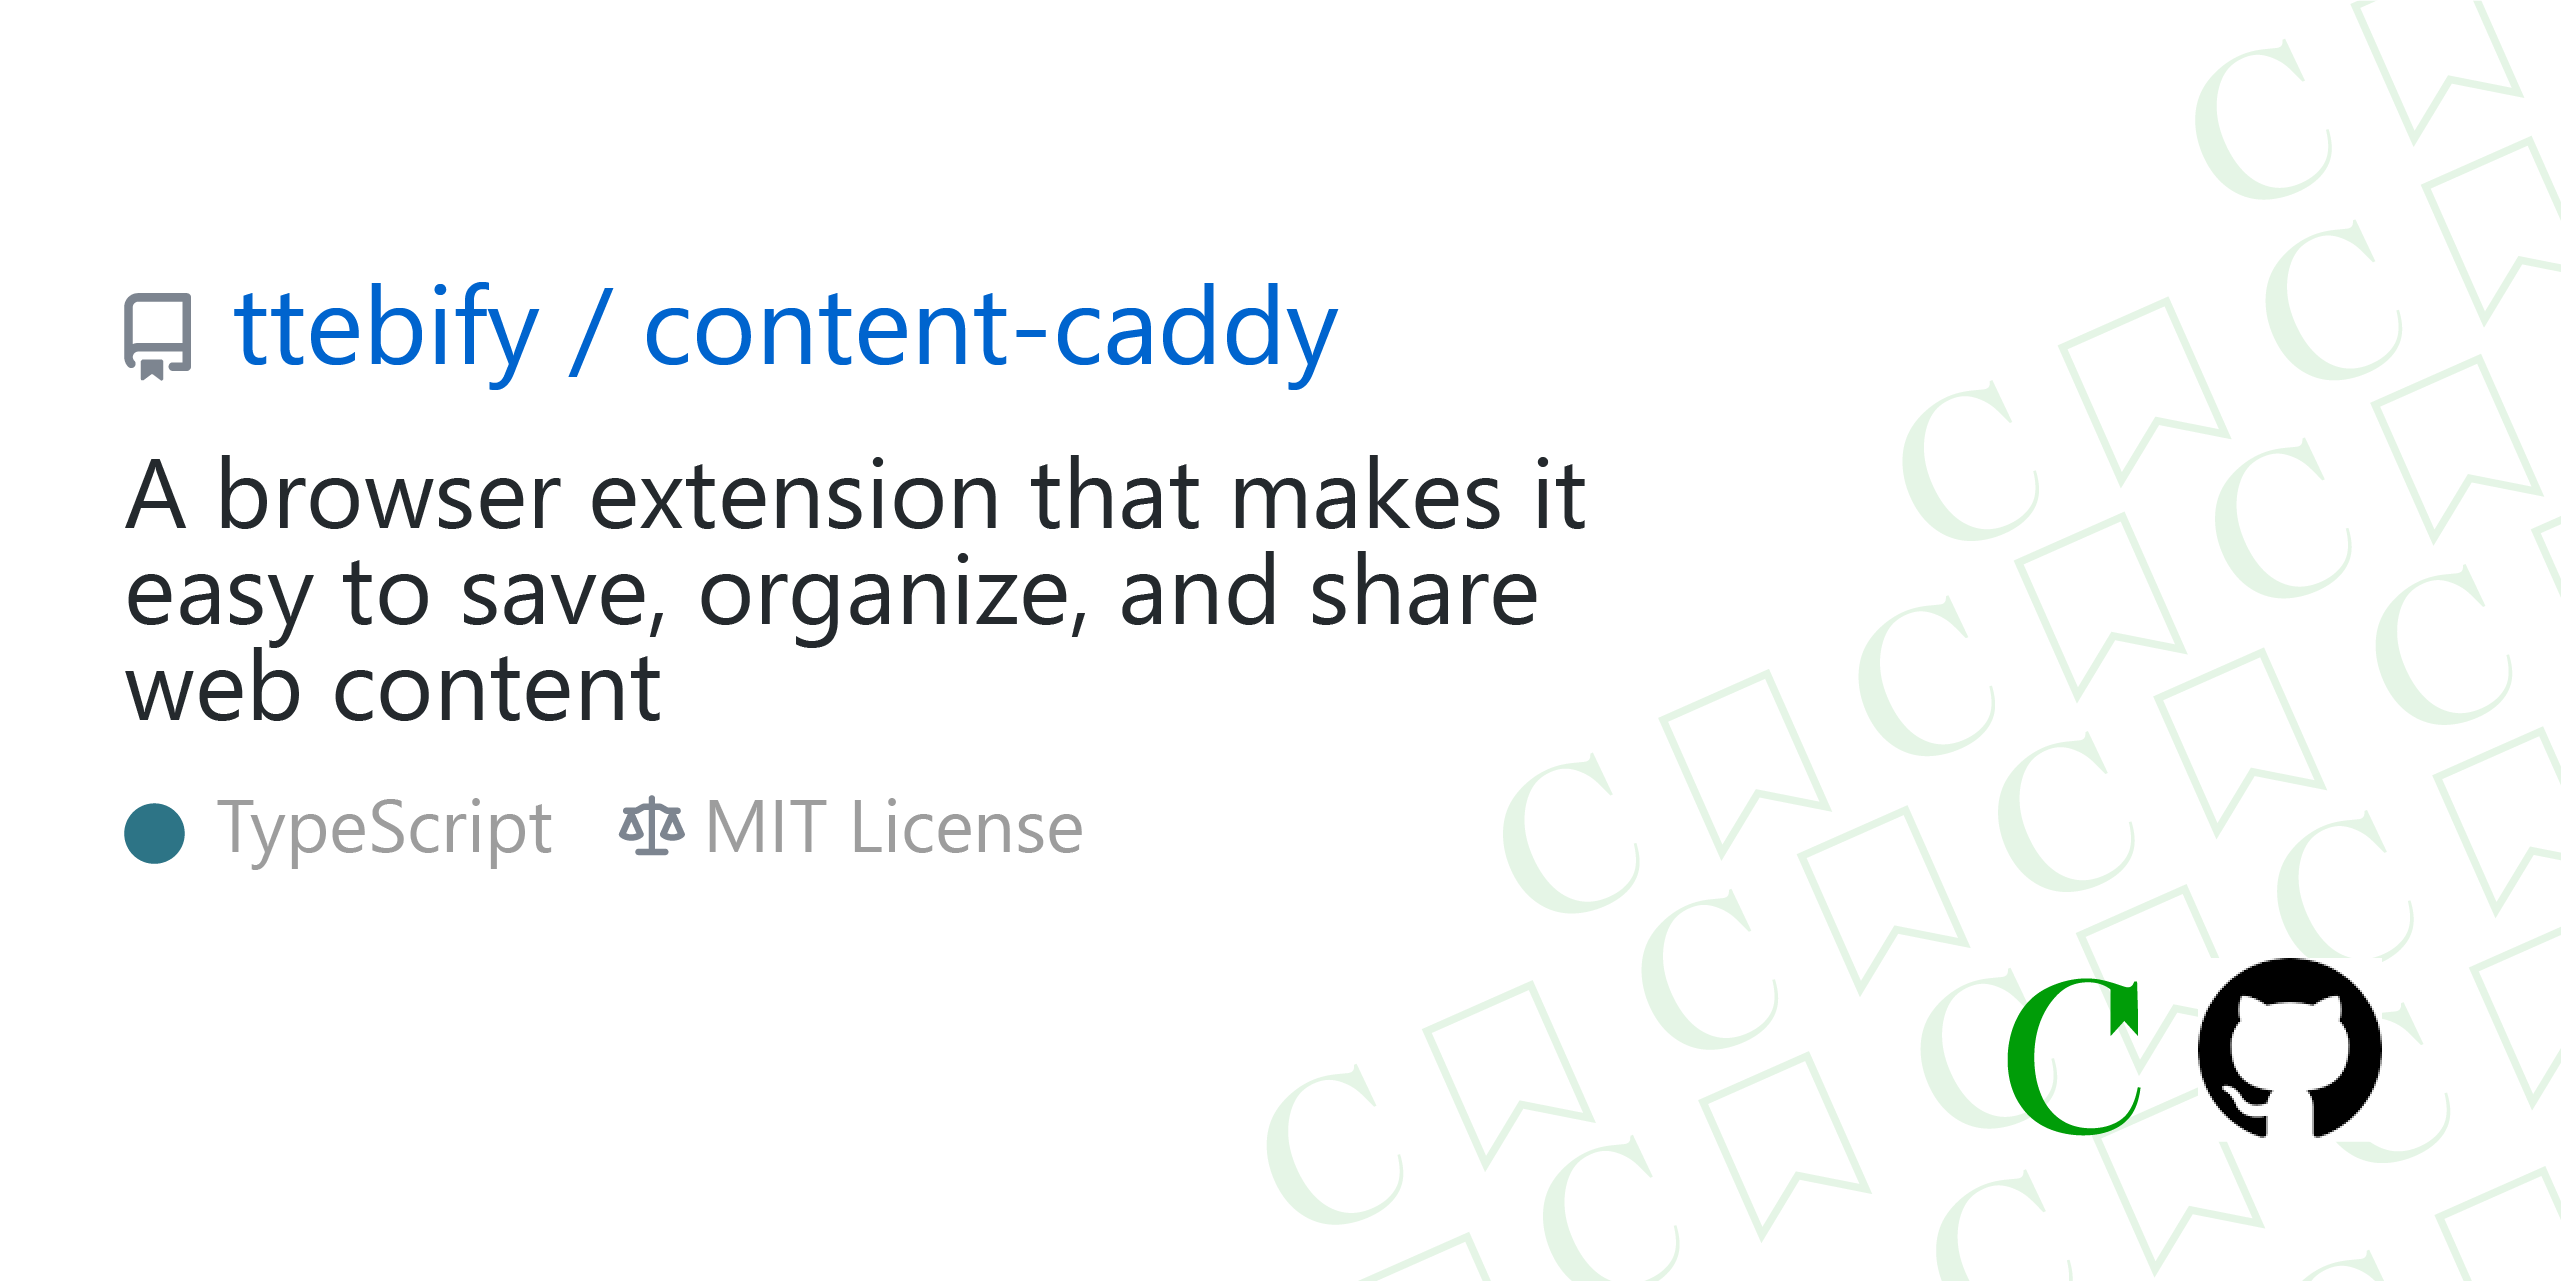 ttebify / content-caddy
A browser extension that makes it
easy to save, organize, and share
web content
TypeScript MIT License
C